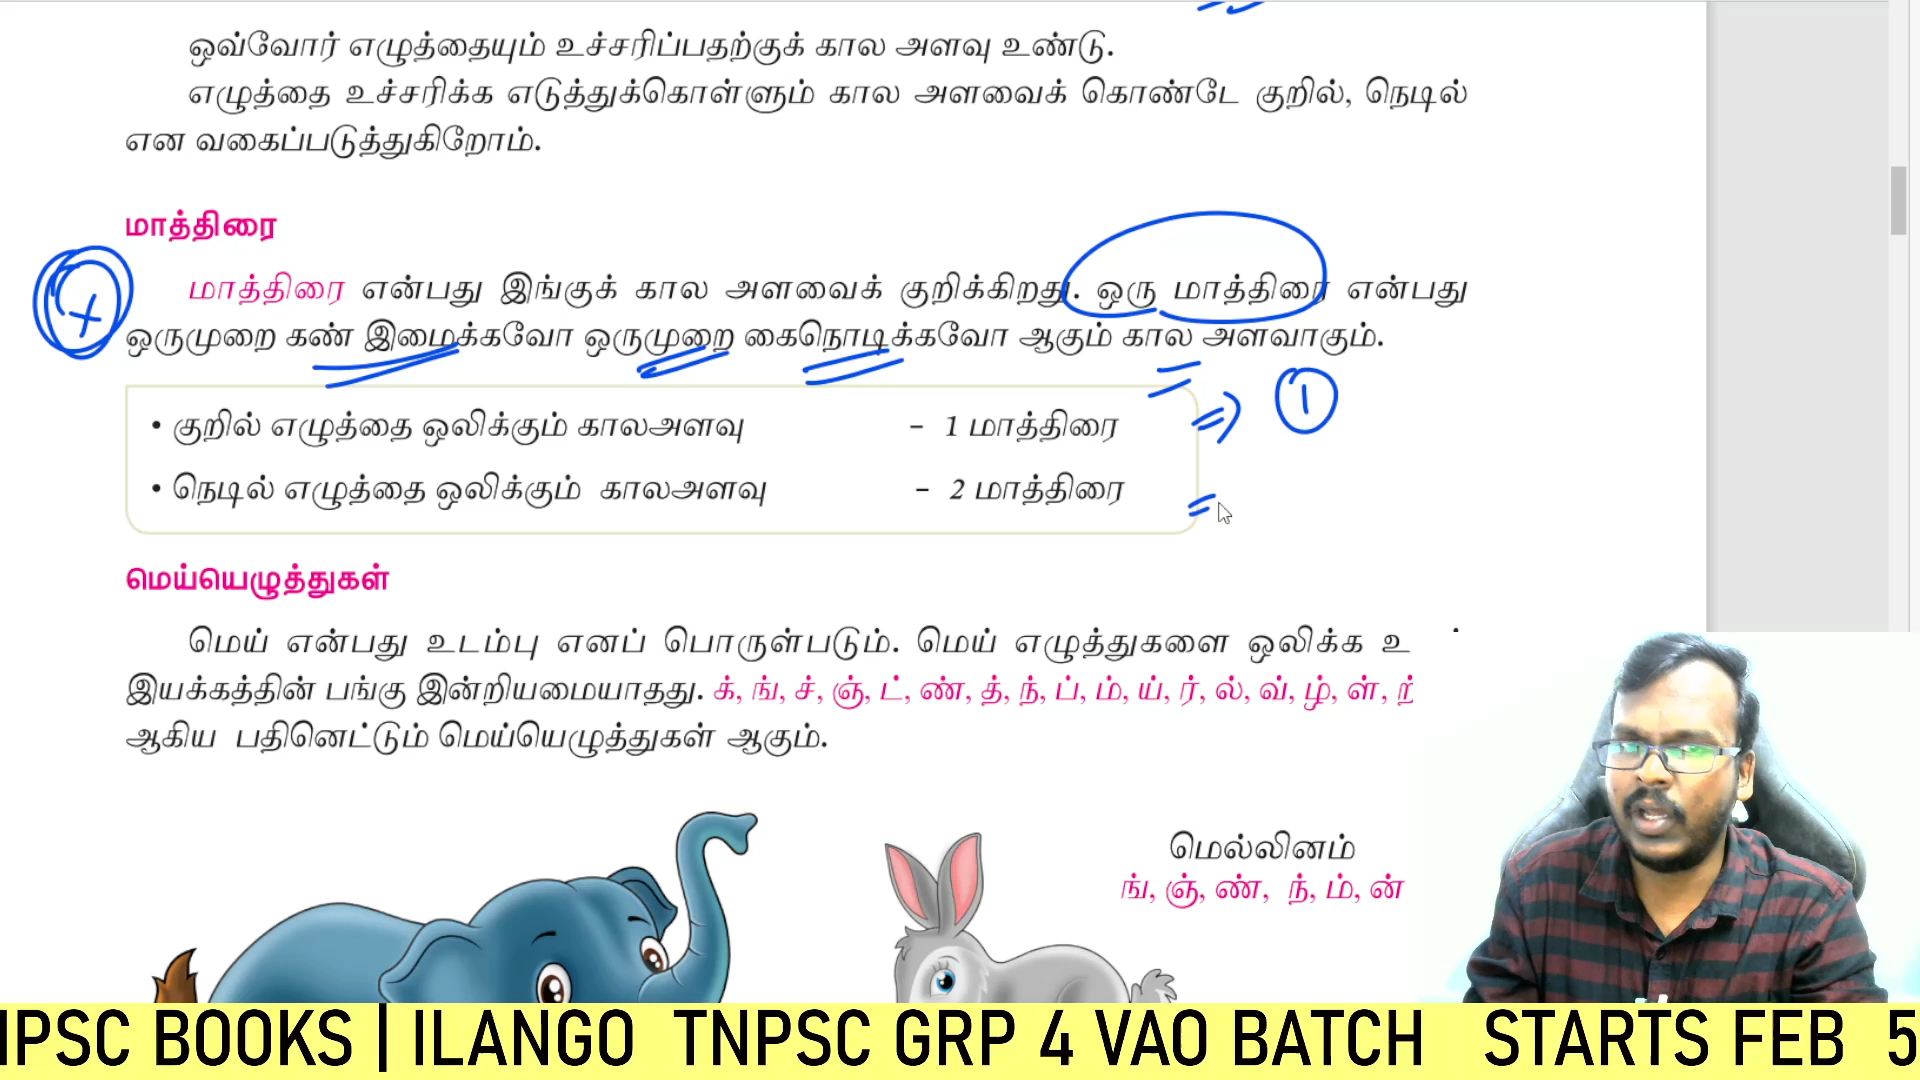 ஒவ்வோர் எழுத்தையும் உச்சரிப்பதற்குக் கால அளவு உண்டு.
எழுத்தை உச்சரிக்க எடுத்துக்கொள்ளும் கால அளவைக் கொண்டே குறில், நெடில்
என வகைப்படுத்துகிறோம்.
மாத்திரை
மாத்திரை என்பது இங்குக் கால அளவைக் குறிக்கிறது. ஒரு மாத்திரை என்பது
ஒருமுறை கண் இமைக்கவோ ஒருமுறை கைநொடிக்கவோ ஆகும் கால அளவாகும்.
• குறில் எழுத்தை ஒலிக்கும் காலஅளவு – 1 மாத்திரை ⇒ 1
• நெடில் எழுத்தை ஒலிக்கும் காலஅளவு – 2 மாத்திரை =
மெய்யெழுத்துகள்
மெய் என்பது உடம்பு எனப் பொருள்படும். மெய் எழுத்துகளை ஒலிக்க
இயக்கத்தின் பங்கு இன்றியமையாதது. க், ங், ச், ஞ், ட், ண், த், ந், ப், ம், ய், ர், ல், வ், ழ், ள், ற்
ஆகிய பதினெட்டும் மெய்யெழுத்துகள் ஆகும்.
மெல்லினம்
ங், ஞ், ண், ந், ம், ன்
BOOKS | ILANGO TNPSC GRP 4 VAO BATCH STARTS FEB 5